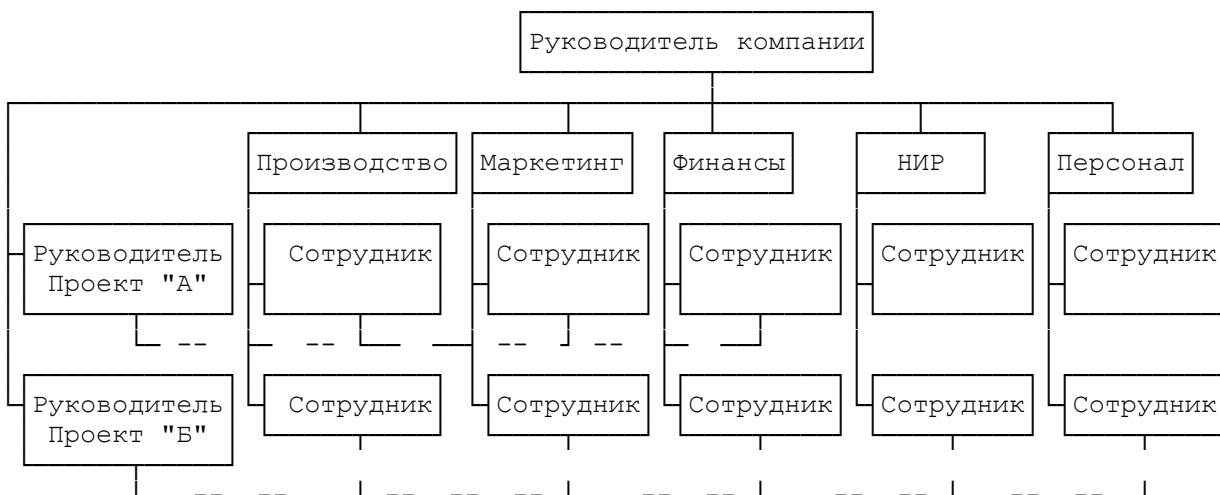 Руководитель компании
Производство Маркетинг Финансы НИР Персонал
Руководитель Сотрудник Сотрудник Сотрудник Сотрудник Сотрудник
Проект "А"
Руководитель Сотрудник Сотрудник Сотрудник Сотрудник Сотрудник
Проект "Б"